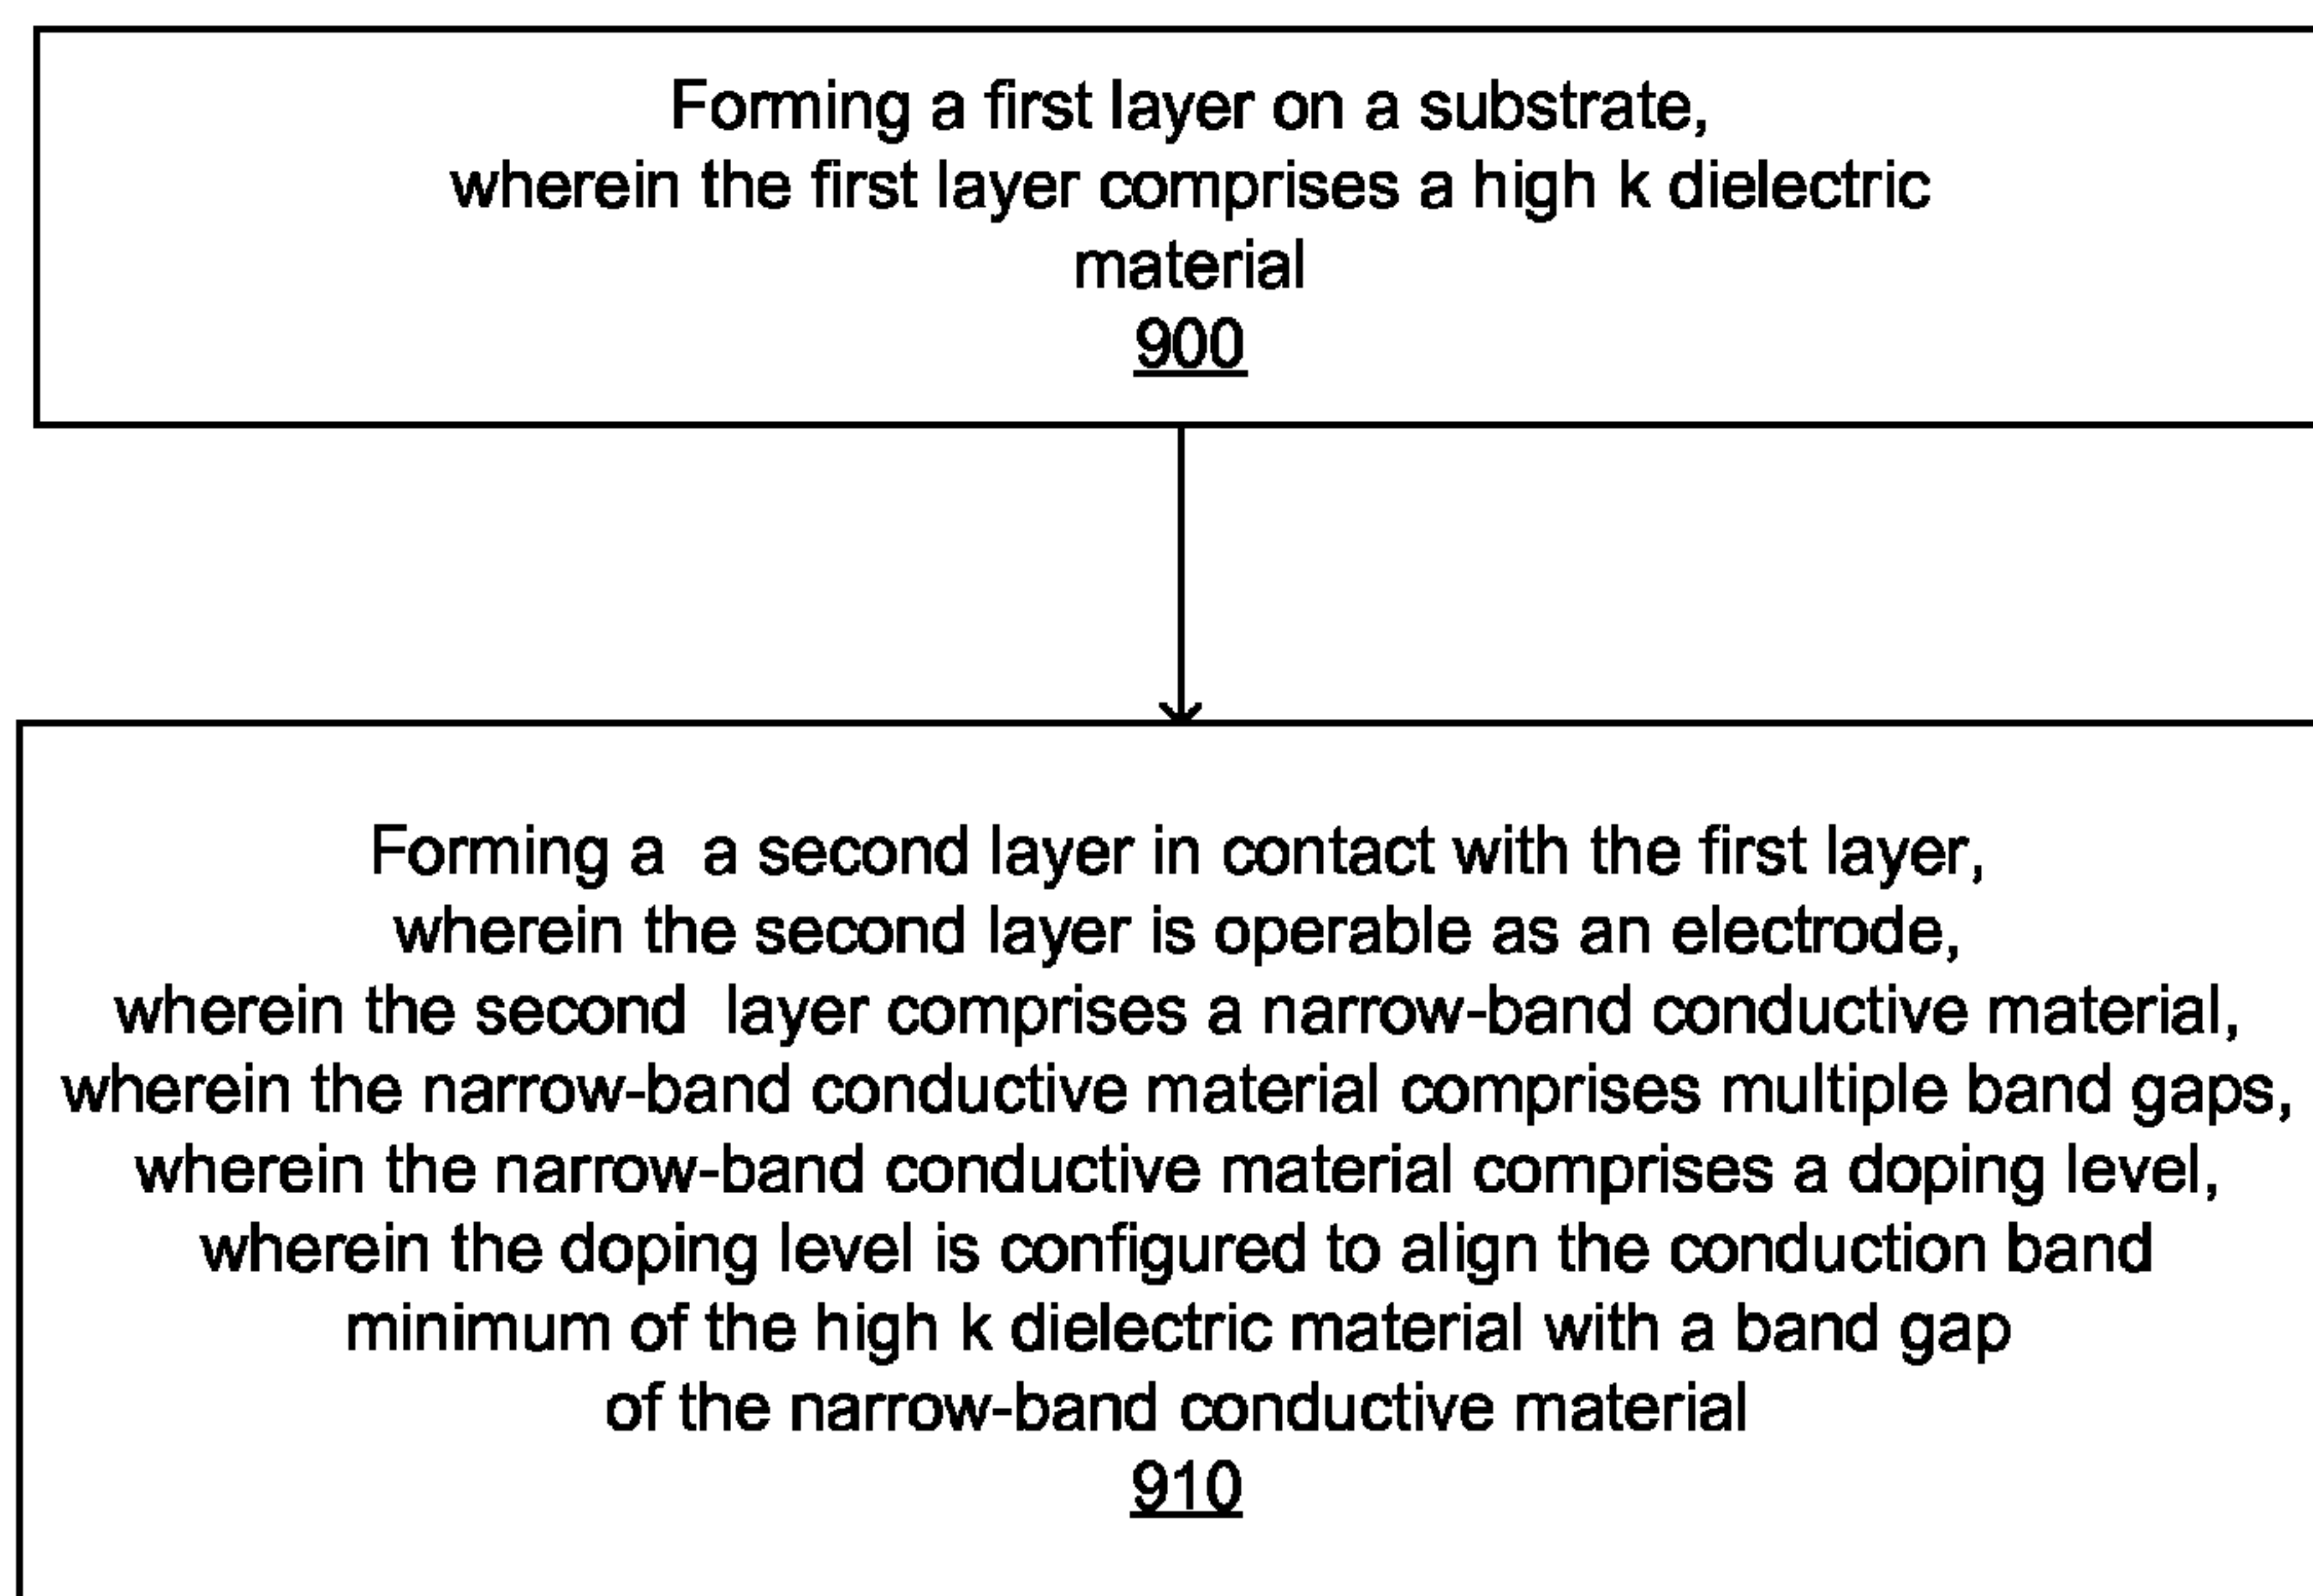 Forming a first layer on a substrate,
wherein the first layer comprises a high k dielectric
material
900
Forming a  a second layer in contact with the first layer,
wherein the second layer is operable as an electrode,
wherein the second  layer comprises a narrow-band conductive material,
wherein the narrow-band conductive material comprises multiple band gaps,
wherein the narrow-band conductive material comprises a doping level,
wherein the doping level is configured to align the conduction band
minimum of the high k dielectric material with a band gap
of the narrow-band conductive material
910